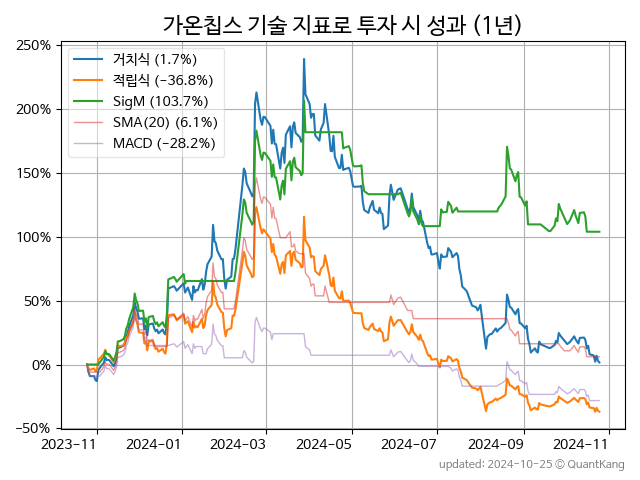 가온칩스 기술 지표로 투자 시 성과 (1년)
250%
200%
150%
100%
50%
0%
−50%
거치식 (1.7%)
적립식 (−36.8%)
SigM (103.7%)
SMA(20) (6.1%)
MACD (−28.2%)
2023−11 2024−01 2024−03 2024−05 2024−07 2024−09 2024−11
updated: 2024-10-25 ⓒ QuantKang